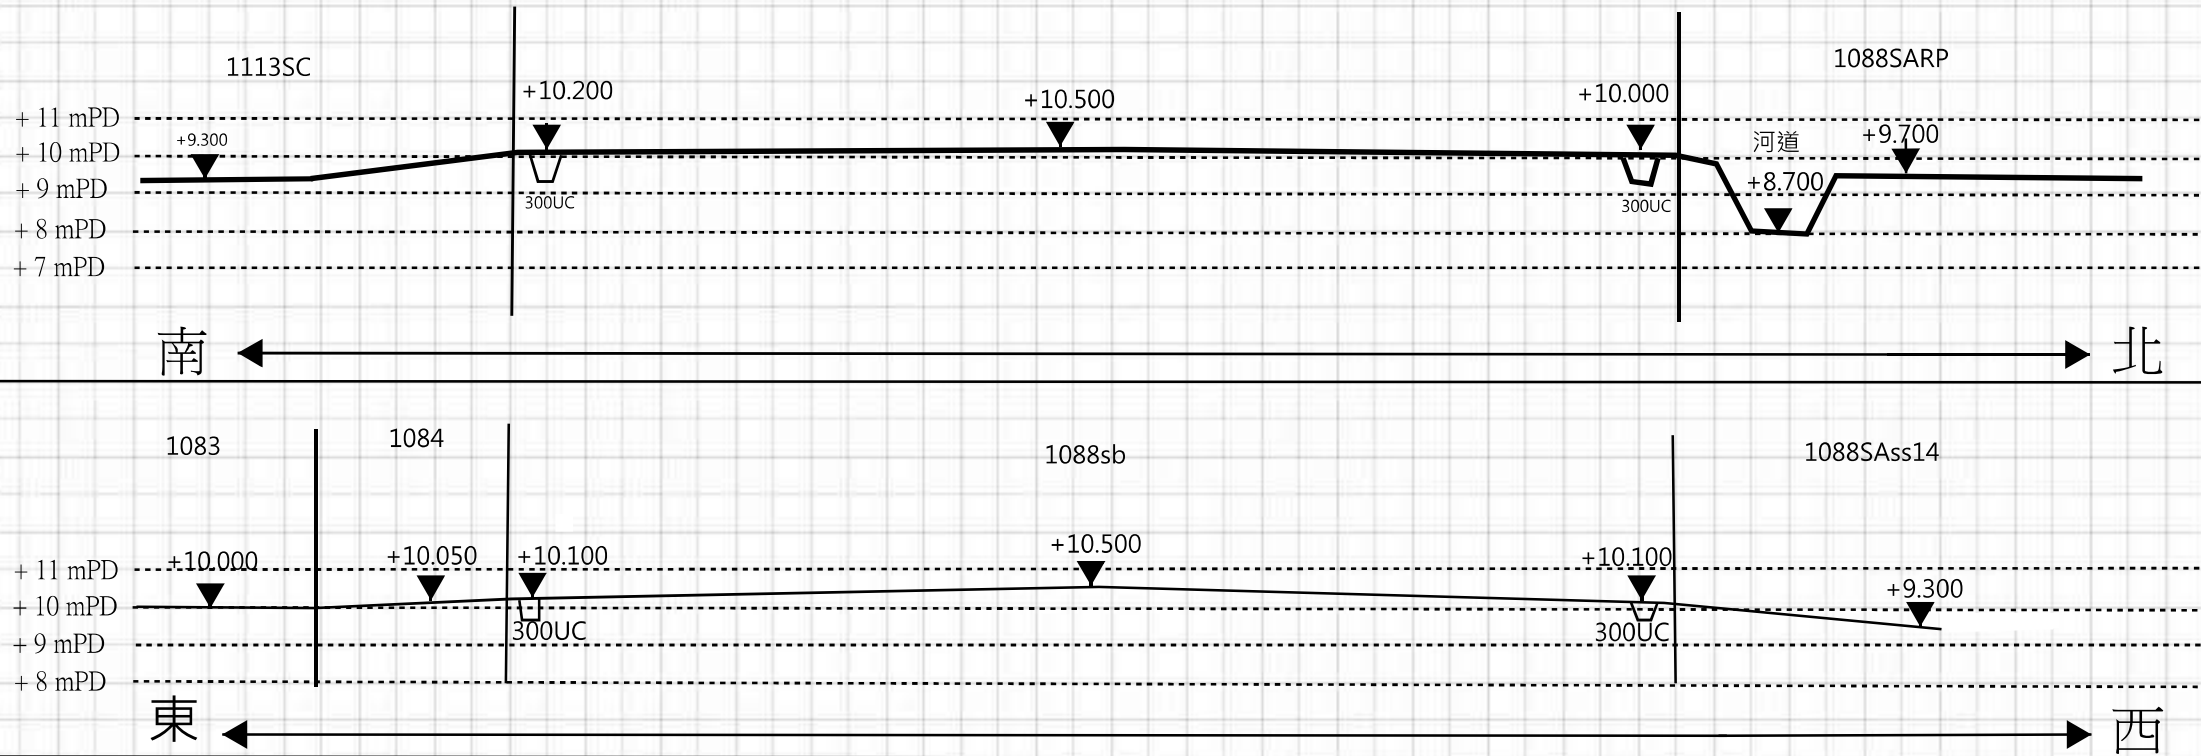 1113SC
1088SARP
+10.200
+10.500
+10.000
+ 11 mPD
+9.300
河道
+9.700
+ 10 mPD
+8.700
+ 9 mPD
300UC
300UC
+ 8 mPD
+ 7 mPD
南
北
1083
1084
1088sb
1088SAss14
+10.000
+10.050
+10.100
+10.500
+10.100
+ 11 mPD
+9.300
+ 10 mPD
300UC
300UC
+ 9 mPD
+ 8 mPD
東
西